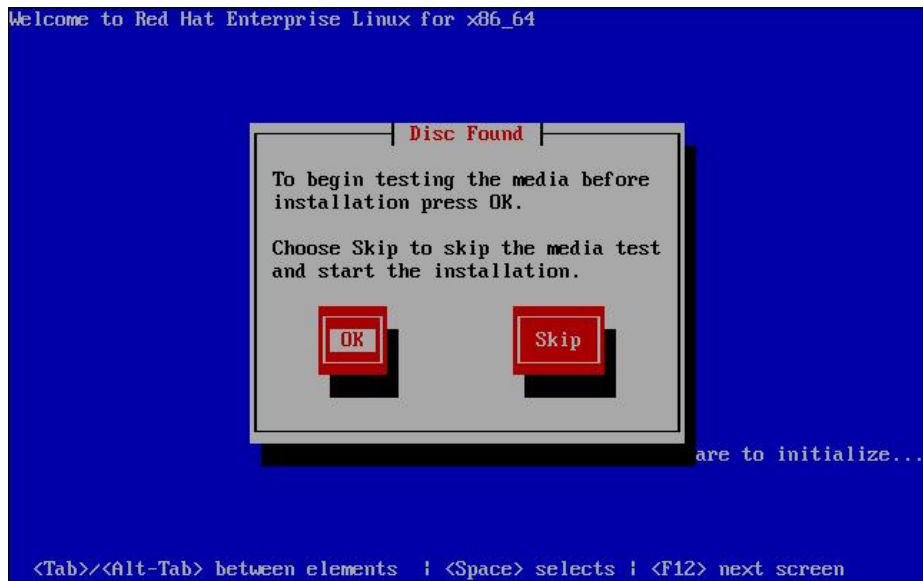 Welcome to Red Hat Enterprise Linux for x86_64
Disc Found
To begin testing the media before
installation press OK.
Choose Skip to skip the media test
and start the installation.
OK Skip
are to initialize...
<Tab>/<Alt-Tab> between elements | <Space> selects | <F12> next screen